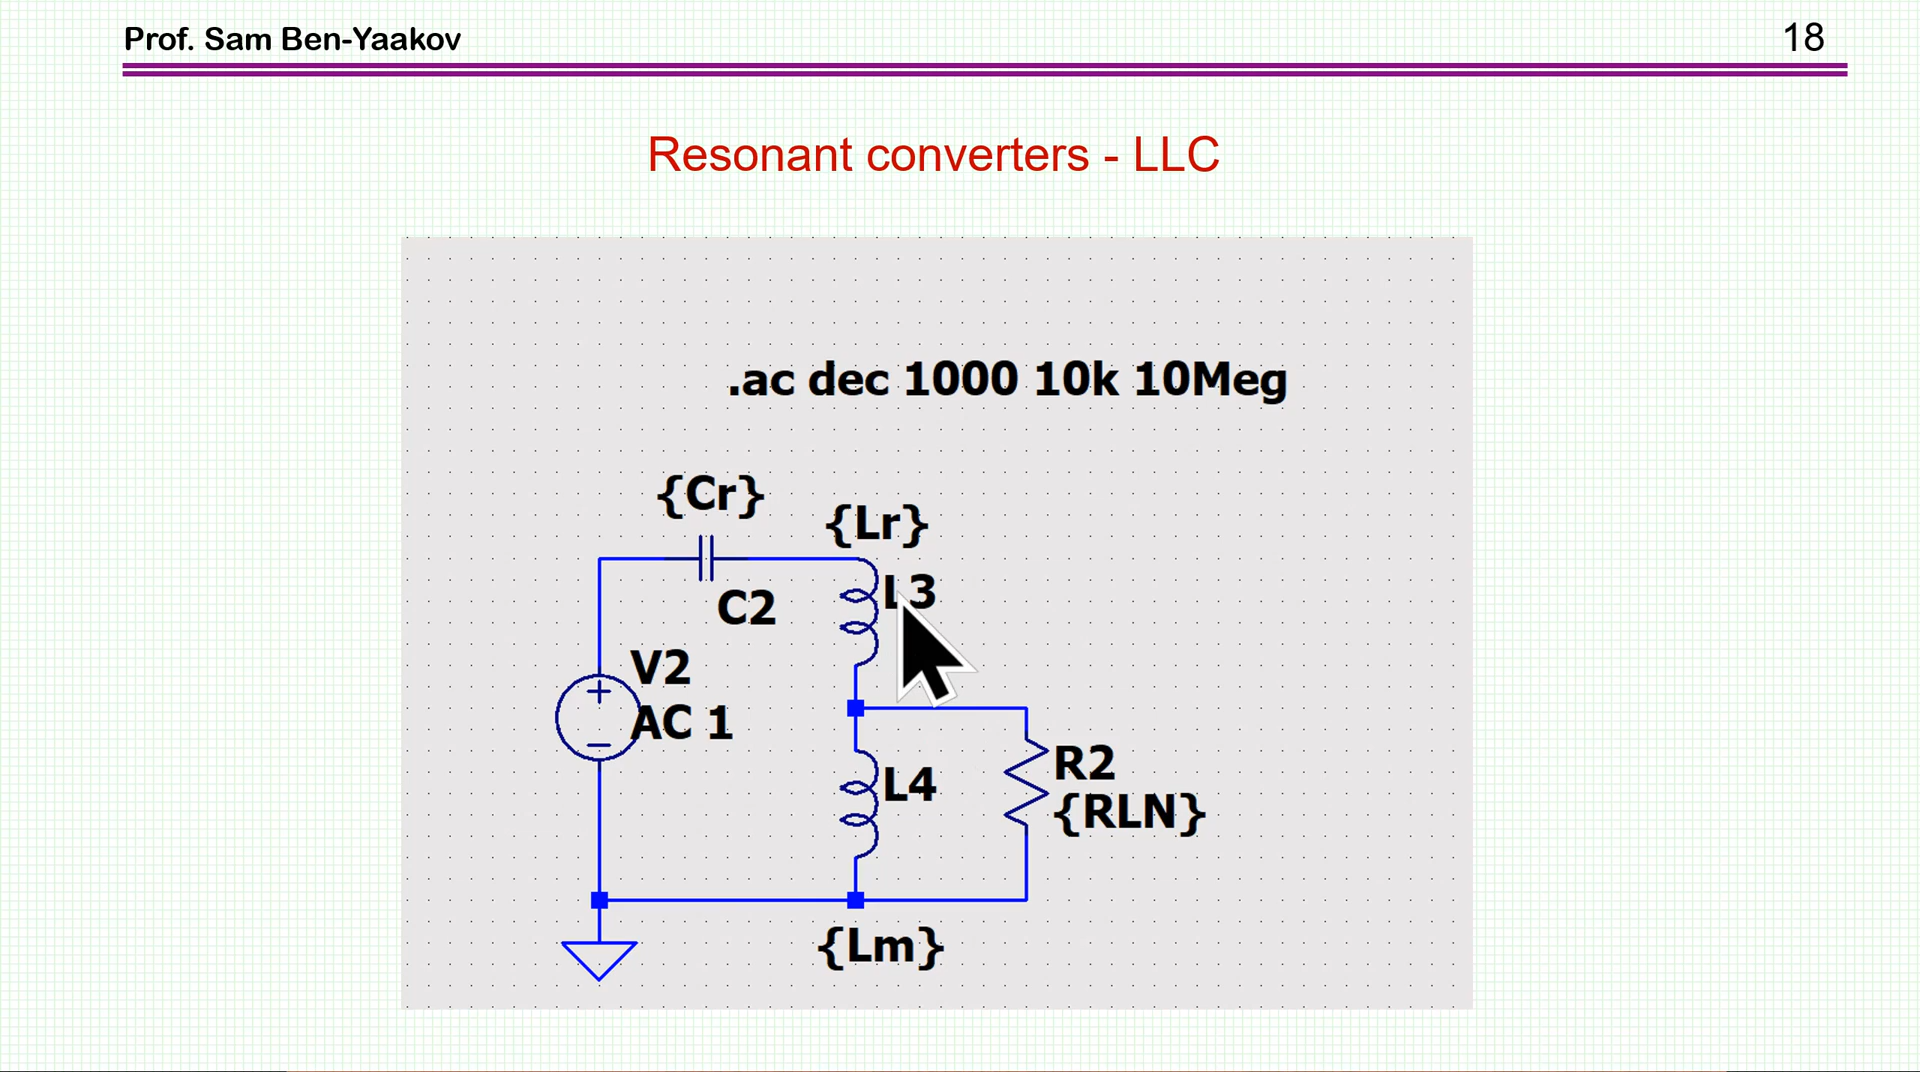 Prof. Sam Ben-Yaakov
18
Resonant converters - LLC
.ac dec 1000 10k 10Meg
{Cr}
{Lr}
L3
C2
V2
AC 1
L4
R2
{RLN}
{Lm}